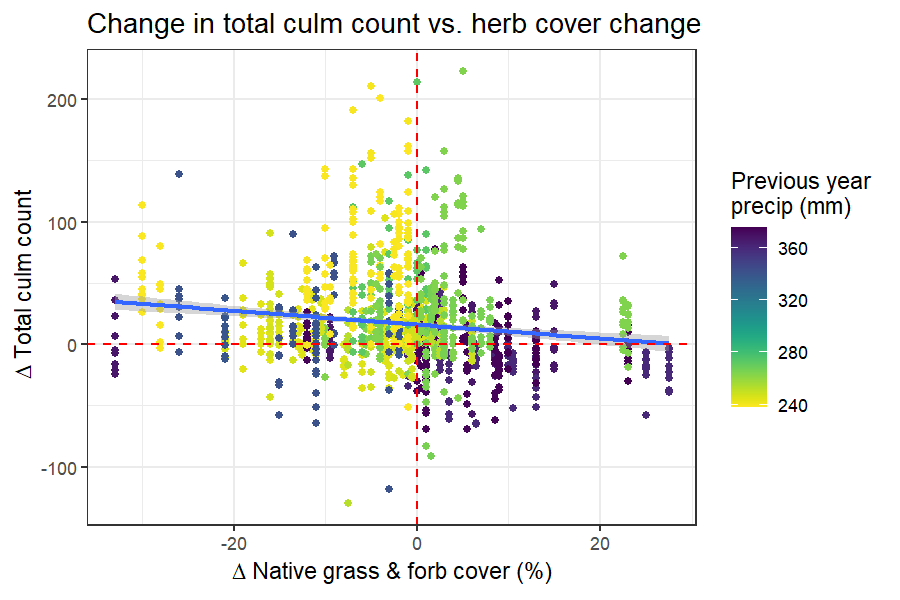 Change in total culm count vs. herb cover change
Δ Total culm count
200
100
0
-100
-20
0
20
Δ Native grass & forb cover (%)
Previous year
precip (mm)
360
320
280
240